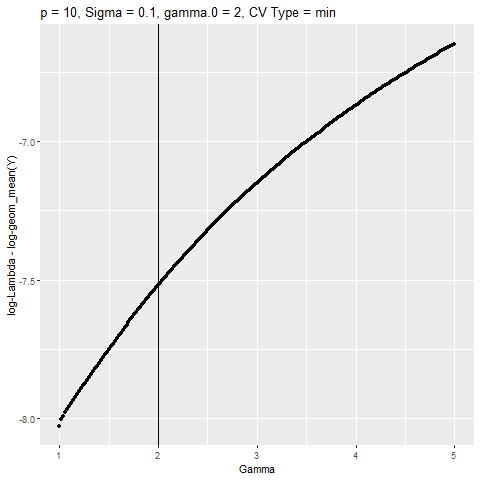 p = 10, Sigma = 0.1, gamma.0 = 2, CV Type = min
log-Lambda - log-geom_mean(Y)
-7.0
-7.5
-8.0
1 2 3 4 5
Gamma